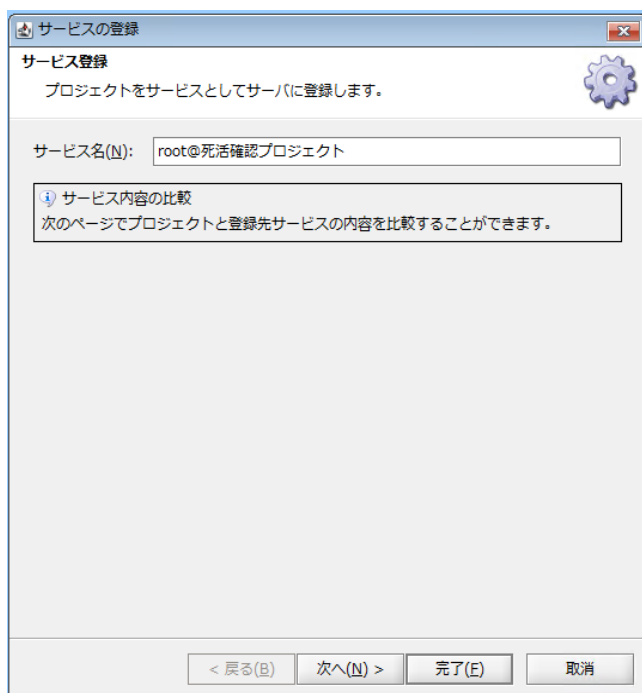 サービスの登録
サービス登録
プロジェクトをサービスとしてサーバに登録します。
サービス名(N): root@死活確認プロジェクト
サービス内容の比較
次のページでプロジェクトと登録先サービスの内容を比較することができます。
< 戻る(B) 次へ(N) > 完了(F) 取消